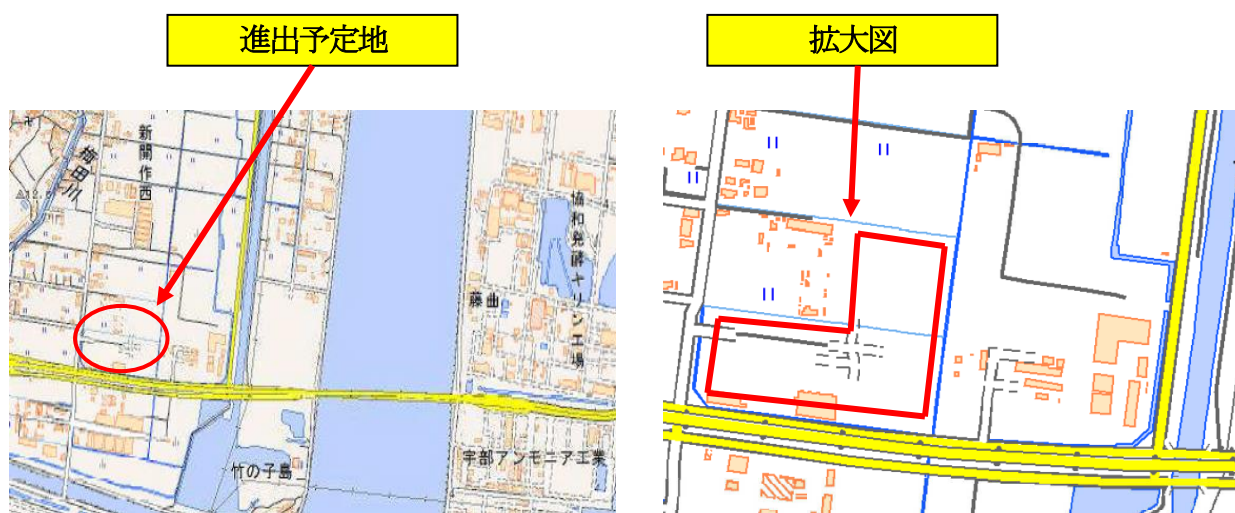 進出予定地
拡大図
新開作西
梅田川
協和発酵キリン工場
藤曲
竹の子島
宇部アンモニア工業